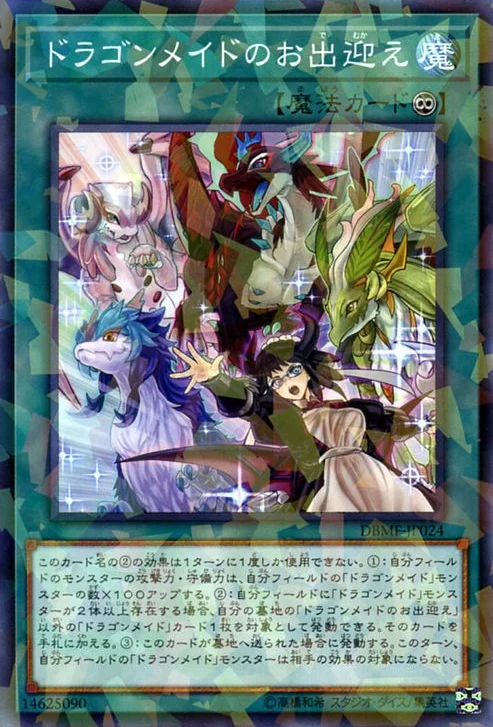 ドラゴンメイドのお出迎え 魔
【魔法カード】
DBMF-JP024
このカード名の②の効果は1ターンに1度しか使用できない。①：自分フィール
ドのモンスターの攻撃力・守備力は、自分フィールドの「ドラゴンメイド」モン
スターの数×100アップする。②：自分フィールドに「ドラゴンメイド」モンス
ターが2体以上存在する場合、自分の墓地の「ドラゴンメイドのお出迎え」
以外の「ドラゴンメイド」カード1枚を対象として発動できる。そのカードを
手札に加える。③：このカードが墓地へ送られた場合に発動する。このターン、
自分フィールドの「ドラゴンメイド」モンスターは相手の効果の対象にならない。
14625090 ©高橋和希 スタジオ・ダイス/集英社